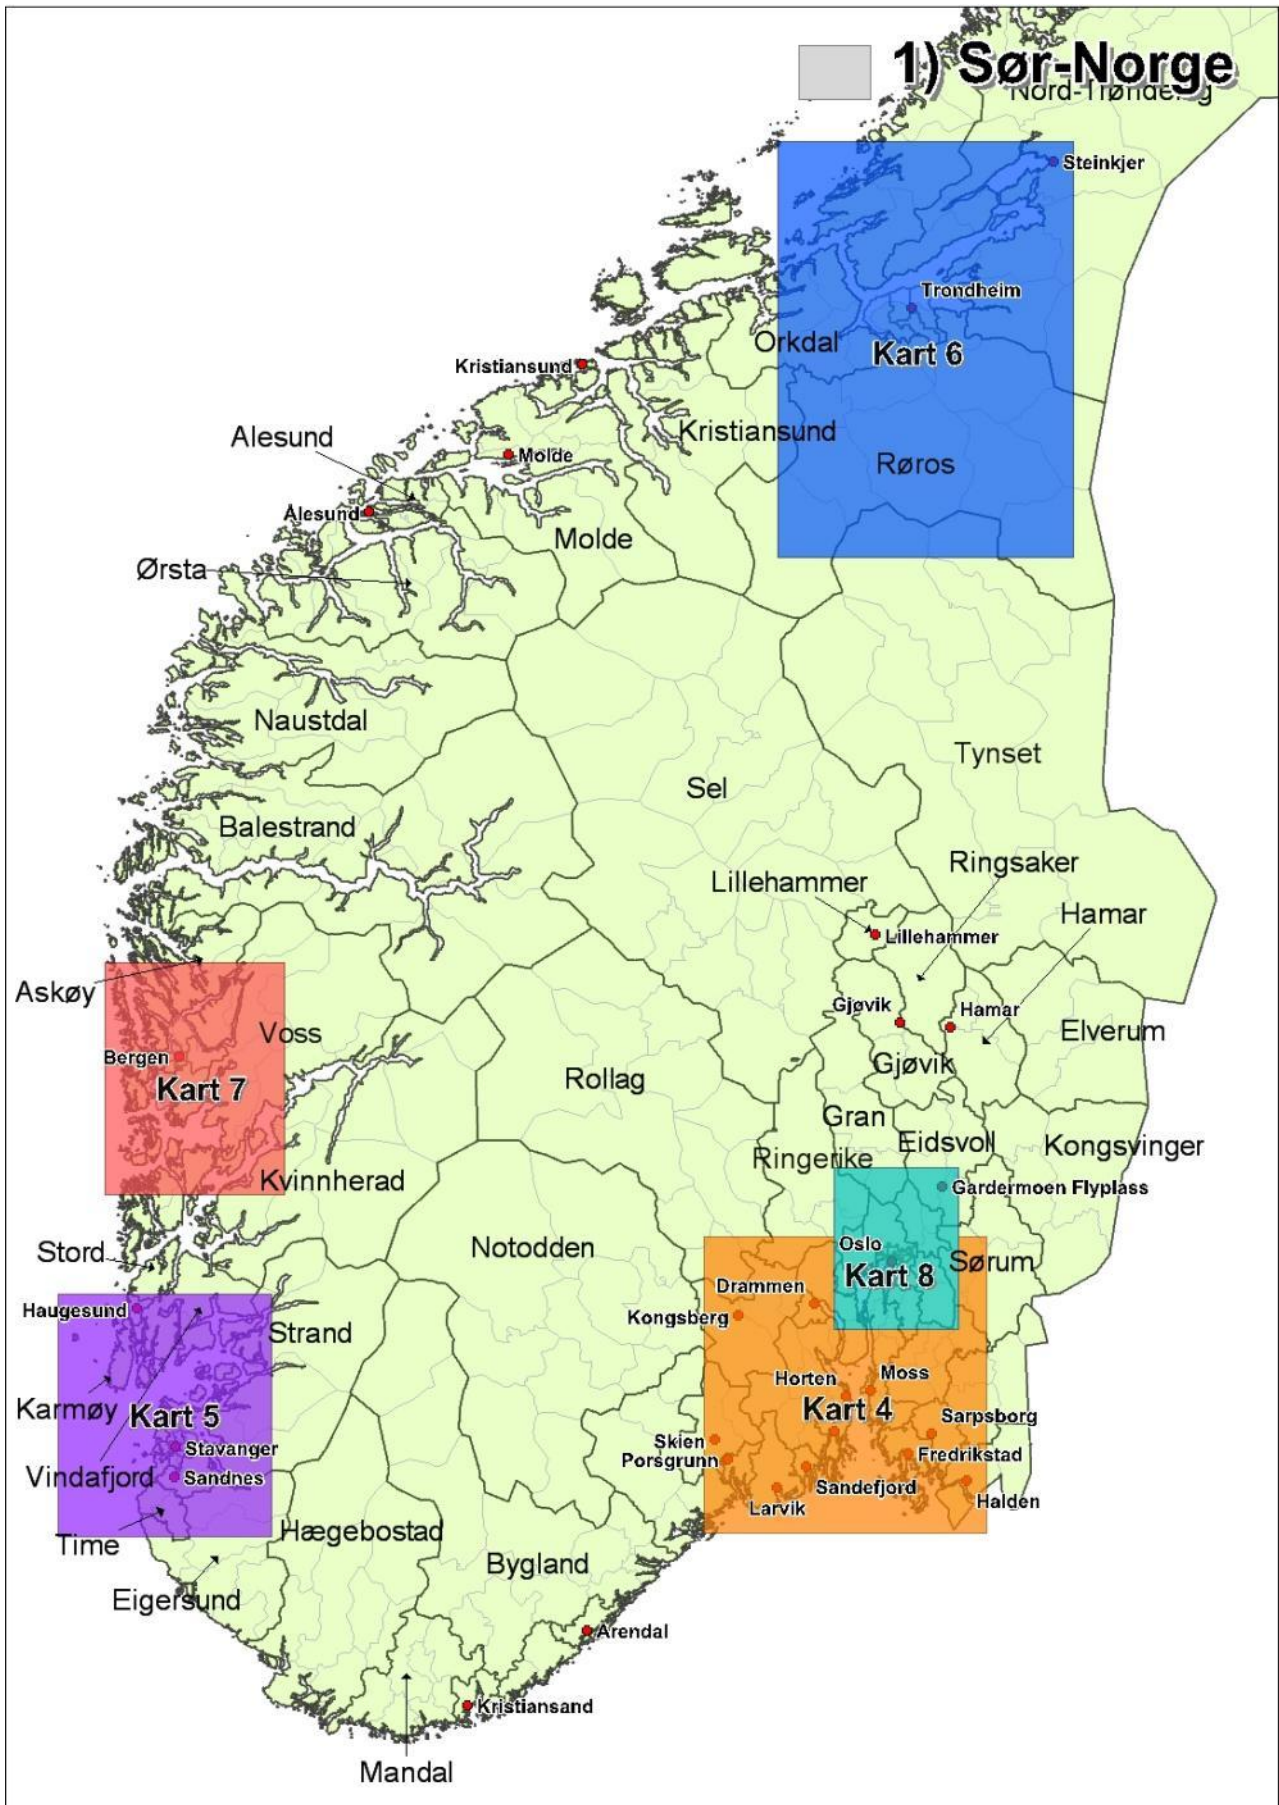 1) Sør-Norge
Nord-Trøndelag
Steinkjer
Trondheim
Orkdal
Kart 6
Kristiansund
Alesund
Kristiansund
Molde
Røros
Ålesund
Molde
Ørsta
Naustdal
Tynset
Sel
Balestrand
Ringsaker
Lillehammer
Hamar
Lillehammer
Askøy
Gjøvik
Hamar
Voss
Elverum
Bergen
Gjøvik
Kart 7
Rollag
Gran
Eidsvoll
Kongsvinger
Ringerike
Kvinnherad
Gardermoen Flyplass
Stord
Notodden
Oslo
Sørum
Kart 8
Drammen
Haugesund
Kongsberg
Strand
Horten
Moss
Karmøy
Kart 5
Kart 4
Sarpsborg
Skien
Stavanger
Fredrikstad
Porsgrunn
Vindafjord
Sandnes
Sandefjord
Halden
Larvik
Time
Hægebostad
Bygland
Eigersund
Arendal
Kristiansand
Mandal